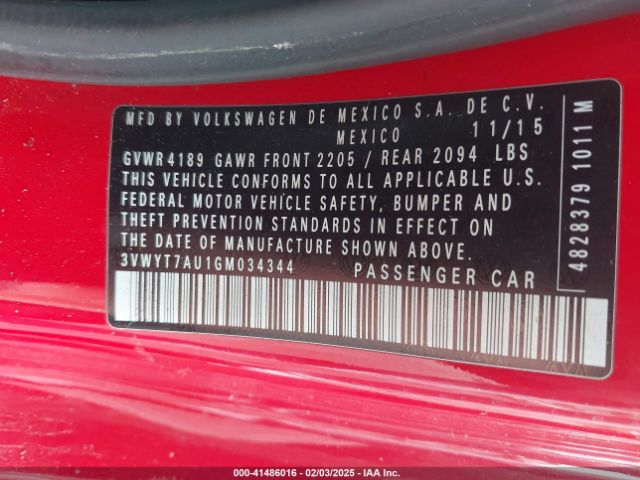 MFD BY VOLKSWAGEN DE MEXICO S.A. DE C.V.
MEXICO 11/15
GVWR 4189 GAWR FRONT 2205 / REAR 2094 LBS
THIS VEHICLE CONFORMS TO ALL APPLICABLE U.S.
FEDERAL MOTOR VEHICLE SAFETY, BUMPER AND
THEFT PREVENTION STANDARDS IN EFFECT ON
THE DATE OF MANUFACTURE SHOWN ABOVE.
3VWYT7AU1GM034344 PASSENGER CAR
4828379 1011 M
000-41486016 - 02/03/2025 - IAA Inc.